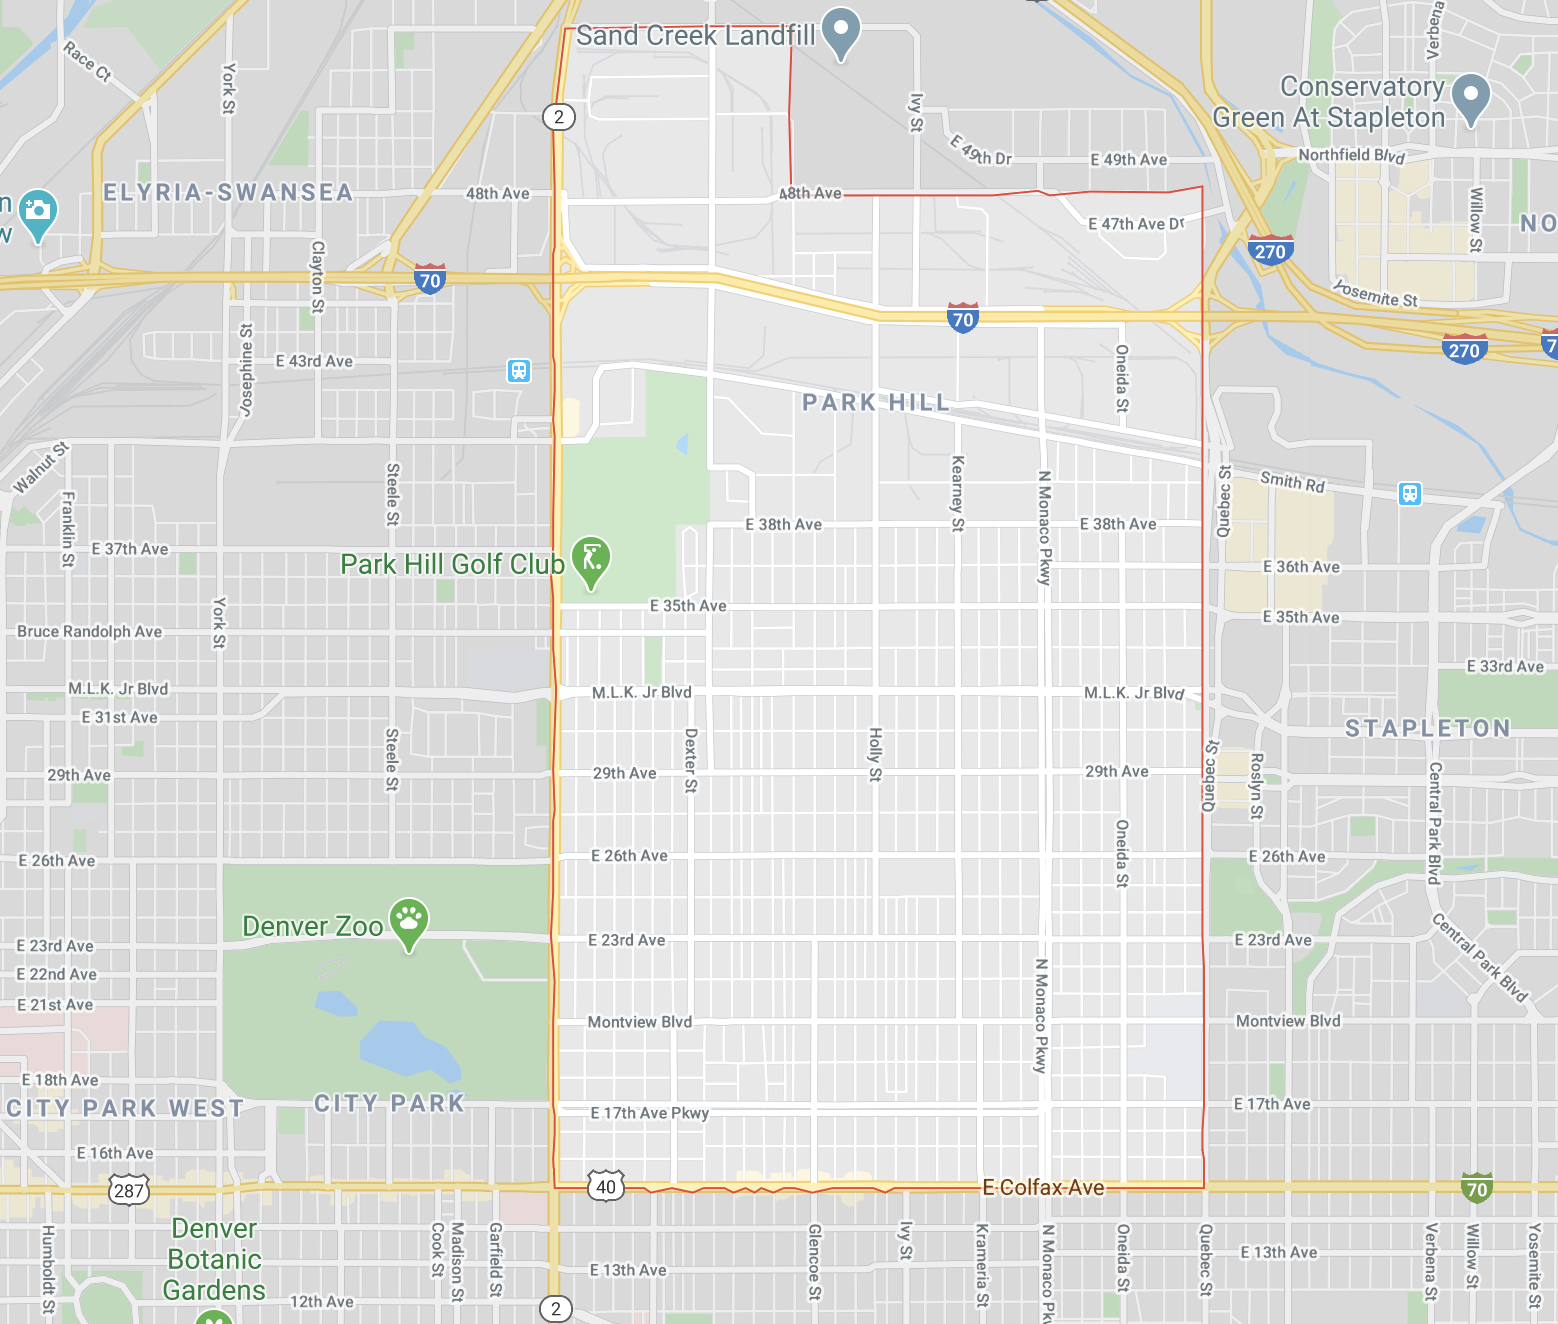 Sand Creek Landfill
Verbena
Race Ct
York St
Conservatory
Green At Stapleton
2
Ivy St
E 49th Dr
E 49th Ave
Northfield Blvd
ELYRIA-SWANSEA
48th Ave
48th Ave
Willow St
n
w
E 47th Ave Dr
NO
Clayton St
70
270
Yosemite St
70
Josephine St
E 43rd Ave
270
7
Oneida St
PARK HILL
Walnut St
Franklin St
Steele St
Kearney St
N Monaco Pkwy
Quebec St
Smith Rd
E 38th Ave
E 38th Ave
E 37th Ave
Park Hill Golf Club
E 36th Ave
York St
E 35th Ave
E 35th Ave
Bruce Randolph Ave
E 33rd Ave
M.L.K. Jr Blvd
M.L.K. Jr Blvd
M.L.K. Jr Blvd
E 31st Ave
STAPLETON
Steele St
Dexter St
Holly St
Quebec St
Roslyn St
Central Park Blvd
29th Ave
29th Ave
29th Ave
Oneida St
E 26th Ave
E 26th Ave
E 26th Ave
Denver Zoo
E 23rd Ave
E 23rd Ave
E 23rd Ave
Central Park Blvd
E 22nd Ave
E 21st Ave
N Monaco Pkwy
Montview Blvd
Montview Blvd
E 18th Ave
CITY PARK WEST
CITY PARK
E 17th Ave Pkwy
E 17th Ave
E 16th Ave
287
40
E Colfax Ave
70
Denver
Botanic
Gardens
Humboldt St
Cook St
Madison St
Garfield St
Glencoe St
Ivy St
Krameria St
N Monaco Pkw
Oneida St
Quebec St
E 13th Ave
E 13th Ave
Verbena St
Willow St
Yosemite St
12th Ave
2